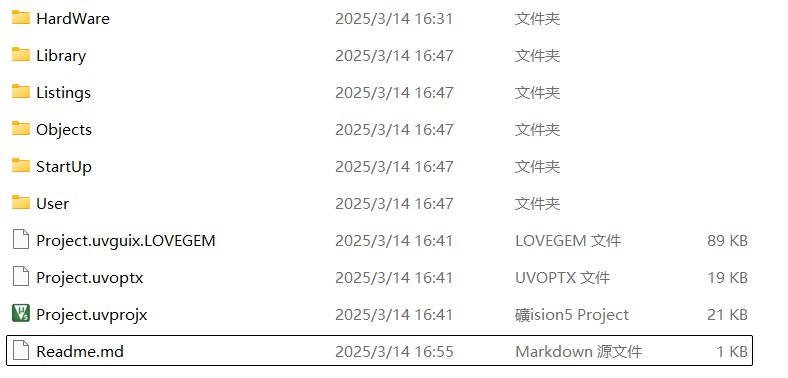 HardWare 2025/3/14 16:31 文件夹
Library 2025/3/14 16:47 文件夹
Listings 2025/3/14 16:47 文件夹
Objects 2025/3/14 16:47 文件夹
StartUp 2025/3/14 16:47 文件夹
User 2025/3/14 16:47 文件夹
Project.uvguix.LOVEGEM 2025/3/14 16:41 LOVEGEM 文件 89 KB
Project.uvoptx 2025/3/14 16:41 UVOPTX 文件 19 KB
Project.uvprojx 2025/3/14 16:41 礦ision5 Project 21 KB
Readme.md 2025/3/14 16:55 Markdown 源文件 1 KB